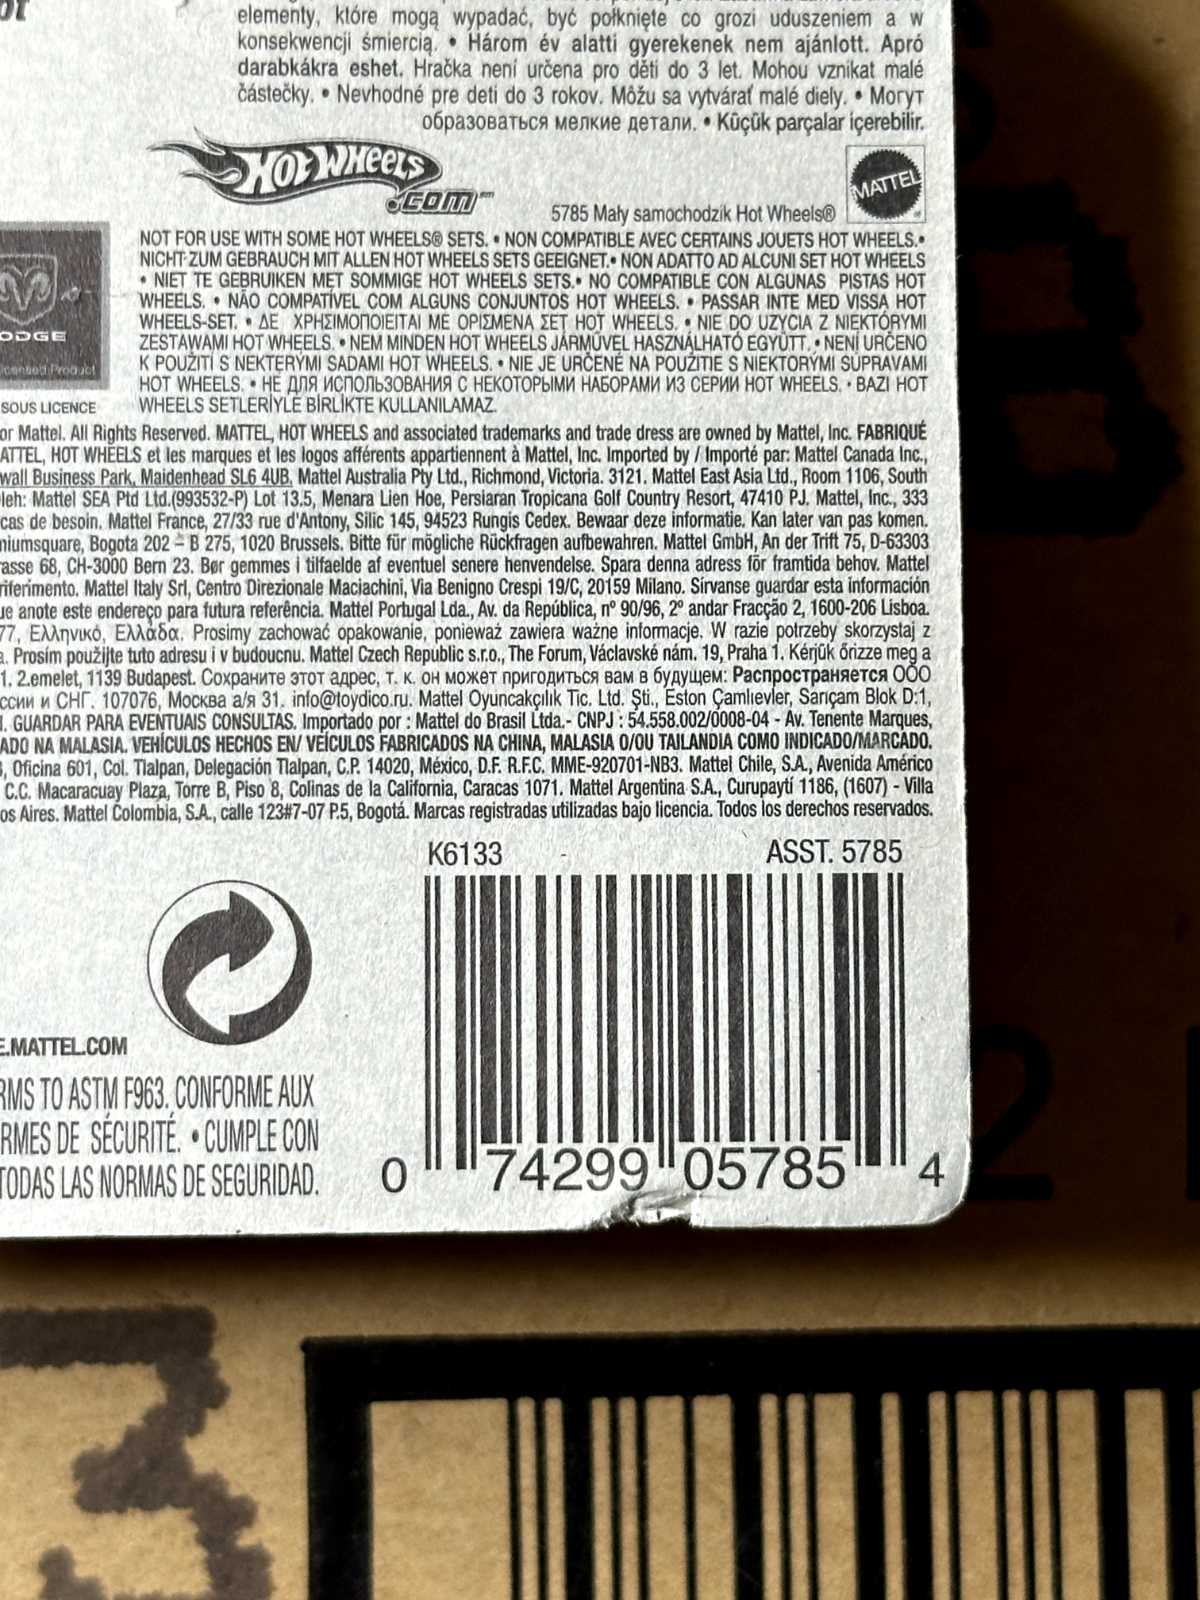 elementy, które mogą wypadać, być połknięte co grozi uduszeniem a w
konsekwencji śmiercią. • Három év alatti gyerekenek nem ajánlott. Apró
darabkákra eshet. Hračka není určena pro děti do 3 let. Mohou vznikat malé
částečky. • Nevhodné pre deti do 3 rokov. Môžu sa vytvárať malé diely. • Могут
образоваться мелкие детали. • Küçük parçalar içerebilir.
HOT WHEELS
.COM
MATTEL
5785 Mały samochodzik Hot Wheels®
NOT FOR USE WITH SOME HOT WHEELS® SETS. • NON COMPATIBLE AVEC CERTAINS JOUETS HOT WHEELS.•
NICHT ZUM GEBRAUCH MIT ALLEN HOT WHEELS SETS GEEIGNET.• NON ADATTO AD ALCUNI SET HOT WHEELS
• NIET TE GEBRUIKEN MET SOMMIGE HOT WHEELS SETS.• NO COMPATIBLE CON ALGUNAS PISTAS HOT
WHEELS. • NÃO COMPATÍVEL COM ALGUNS CONJUNTOS HOT WHEELS. • PASSAR INTE MED VISSA HOT
WHEELS-SET. • ΔΕ ΧΡΗΣΙΜΟΠΟΙΕΙΤΑΙ ΜΕ ΟΡΙΣΜΕΝΑ ΣΕΤ HOT WHEELS. • NIE DO UŻYCIA Z NIEKTÓRYMI
ZESTAWAMI HOT WHEELS. • NEM MINDEN HOT WHEELS JÁRMŰVEL HASZNÁLHATÓ EGYÜTT. • NENÍ URČENO
K POUŽITÍ S NĚKTERÝMI SADAMI HOT WHEELS. • NIE JE URČENÉ NA POUŽITIE S NIEKTORÝMI SÚPRAVAMI
HOT WHEELS. • НЕ ДЛЯ ИСПОЛЬЗОВАНИЯ С НЕКОТОРЫМИ НАБОРАМИ ИЗ СЕРИИ HOT WHEELS. • BAZI HOT
WHEELS SETLERİYLE BİRLİKTE KULLANILAMAZ.
DODGE
Licensed Product
SOUS LICENCE
or Mattel. All Rights Reserved. MATTEL, HOT WHEELS and associated trademarks and trade dress are owned by Mattel, Inc. FABRIQUÉ
ATTEL, HOT WHEELS et les marques et les logos afférents appartiennent à Mattel, Inc. Imported by / Importé par: Mattel Canada Inc.,
wall Business Park, Maidenhead SL6 4UB. Mattel Australia Pty Ltd., Richmond, Victoria. 3121. Mattel East Asia Ltd., Room 1106, South
leh: Mattel SEA Ptd Ltd.(993532-P) Lot 13.5, Menara Lien Hoe, Persiaran Tropicana Golf Country Resort, 47410 PJ. Mattel, Inc., 333
cas de besoin. Mattel France, 27/33 rue d'Antony, Silic 145, 94523 Rungis Cedex. Bewaar deze informatie. Kan later van pas komen.
niumsquare, Bogota 202 – B 275, 1020 Brussels. Bitte für mögliche Rückfragen aufbewahren. Mattel GmbH, An der Trift 75, D-63303
rasse 68, CH-3000 Bern 23. Bør gemmes i tilfaelde af eventuel senere henvendelse. Spara denna adress för framtida behov. Mattel
riferimento. Mattel Italy Srl, Centro Direzionale Maciachini, Via Benigno Crespi 19/C, 20159 Milano. Sírvanse guardar esta información
ue anote este endereço para futura referência. Mattel Portugal Lda., Av. da República, nº 90/96, 2º andar Fracção 2, 1600-206 Lisboa.
77, Ελληνικό, Ελλάδα. Prosimy zachować opakowanie, ponieważ zawiera ważne informacje. W razie potrzeby skorzystaj z
a. Prosím použijte tuto adresu i v budoucnu. Mattel Czech Republic s.r.o., The Forum, Václavské nám. 19, Praha 1. Kérjük őrizze meg a
1. 2.emelet, 1139 Budapest. Сохраните этот адрес, т. к. он может пригодиться вам в будущем: Распространяется ООО
ссии и СНГ. 107076, Москва а/я 31. info@toydico.ru. Mattel Oyuncakçılık Tic. Ltd. Şti., Eston Çamlıevler, Sarıçam Blok D:1,
I. GUARDAR PARA EVENTUAIS CONSULTAS. Importado por : Mattel do Brasil Ltda.- CNPJ : 54.558.002/0008-04 - Av. Tenente Marques,
ADO NA MALASIA. VEHÍCULOS HECHOS EN/ VEÍCULOS FABRICADOS NA CHINA, MALASIA O/OU TAILANDIA COMO INDICADO/MARCADO.
3, Oficina 601, Col. Tlalpan, Delegación Tlalpan, C.P. 14020, México, D.F. R.F.C. MME-920701-NB3. Mattel Chile, S.A., Avenida Américo
C.C. Macaracuay Plaza, Torre B, Piso 8, Colinas de la California, Caracas 1071. Mattel Argentina S.A., Curupaytí 1186, (1607) - Villa
os Aires. Mattel Colombia, S.A., calle 123#7-07 P.5, Bogotá. Marcas registradas utilizadas bajo licencia. Todos los derechos reservados.
K6133 ASST. 5785
E.MATTEL.COM
RMS TO ASTM F963. CONFORME AUX
RMES DE SÉCURITÉ. • CUMPLE CON
TODAS LAS NORMAS DE SEGURIDAD.
0 74299 05785 4